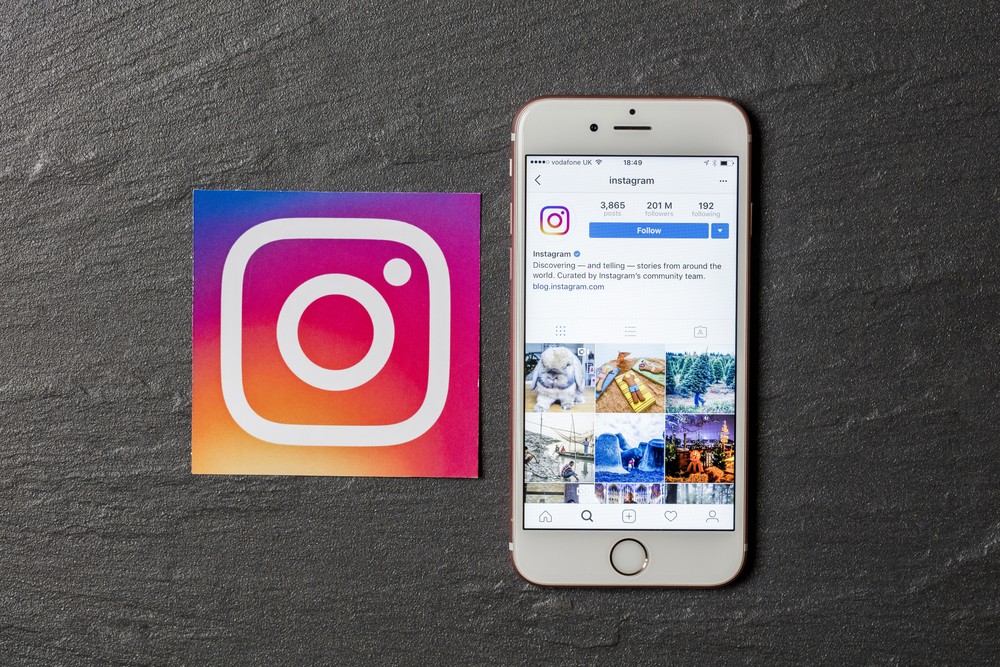 vodafone UK 18:49
instagram
3,865 201 M 192
posts followers following
Follow
Instagram
Discovering — and telling — stories from around the
world. Curated by Instagram's community team.
blog.instagram.com